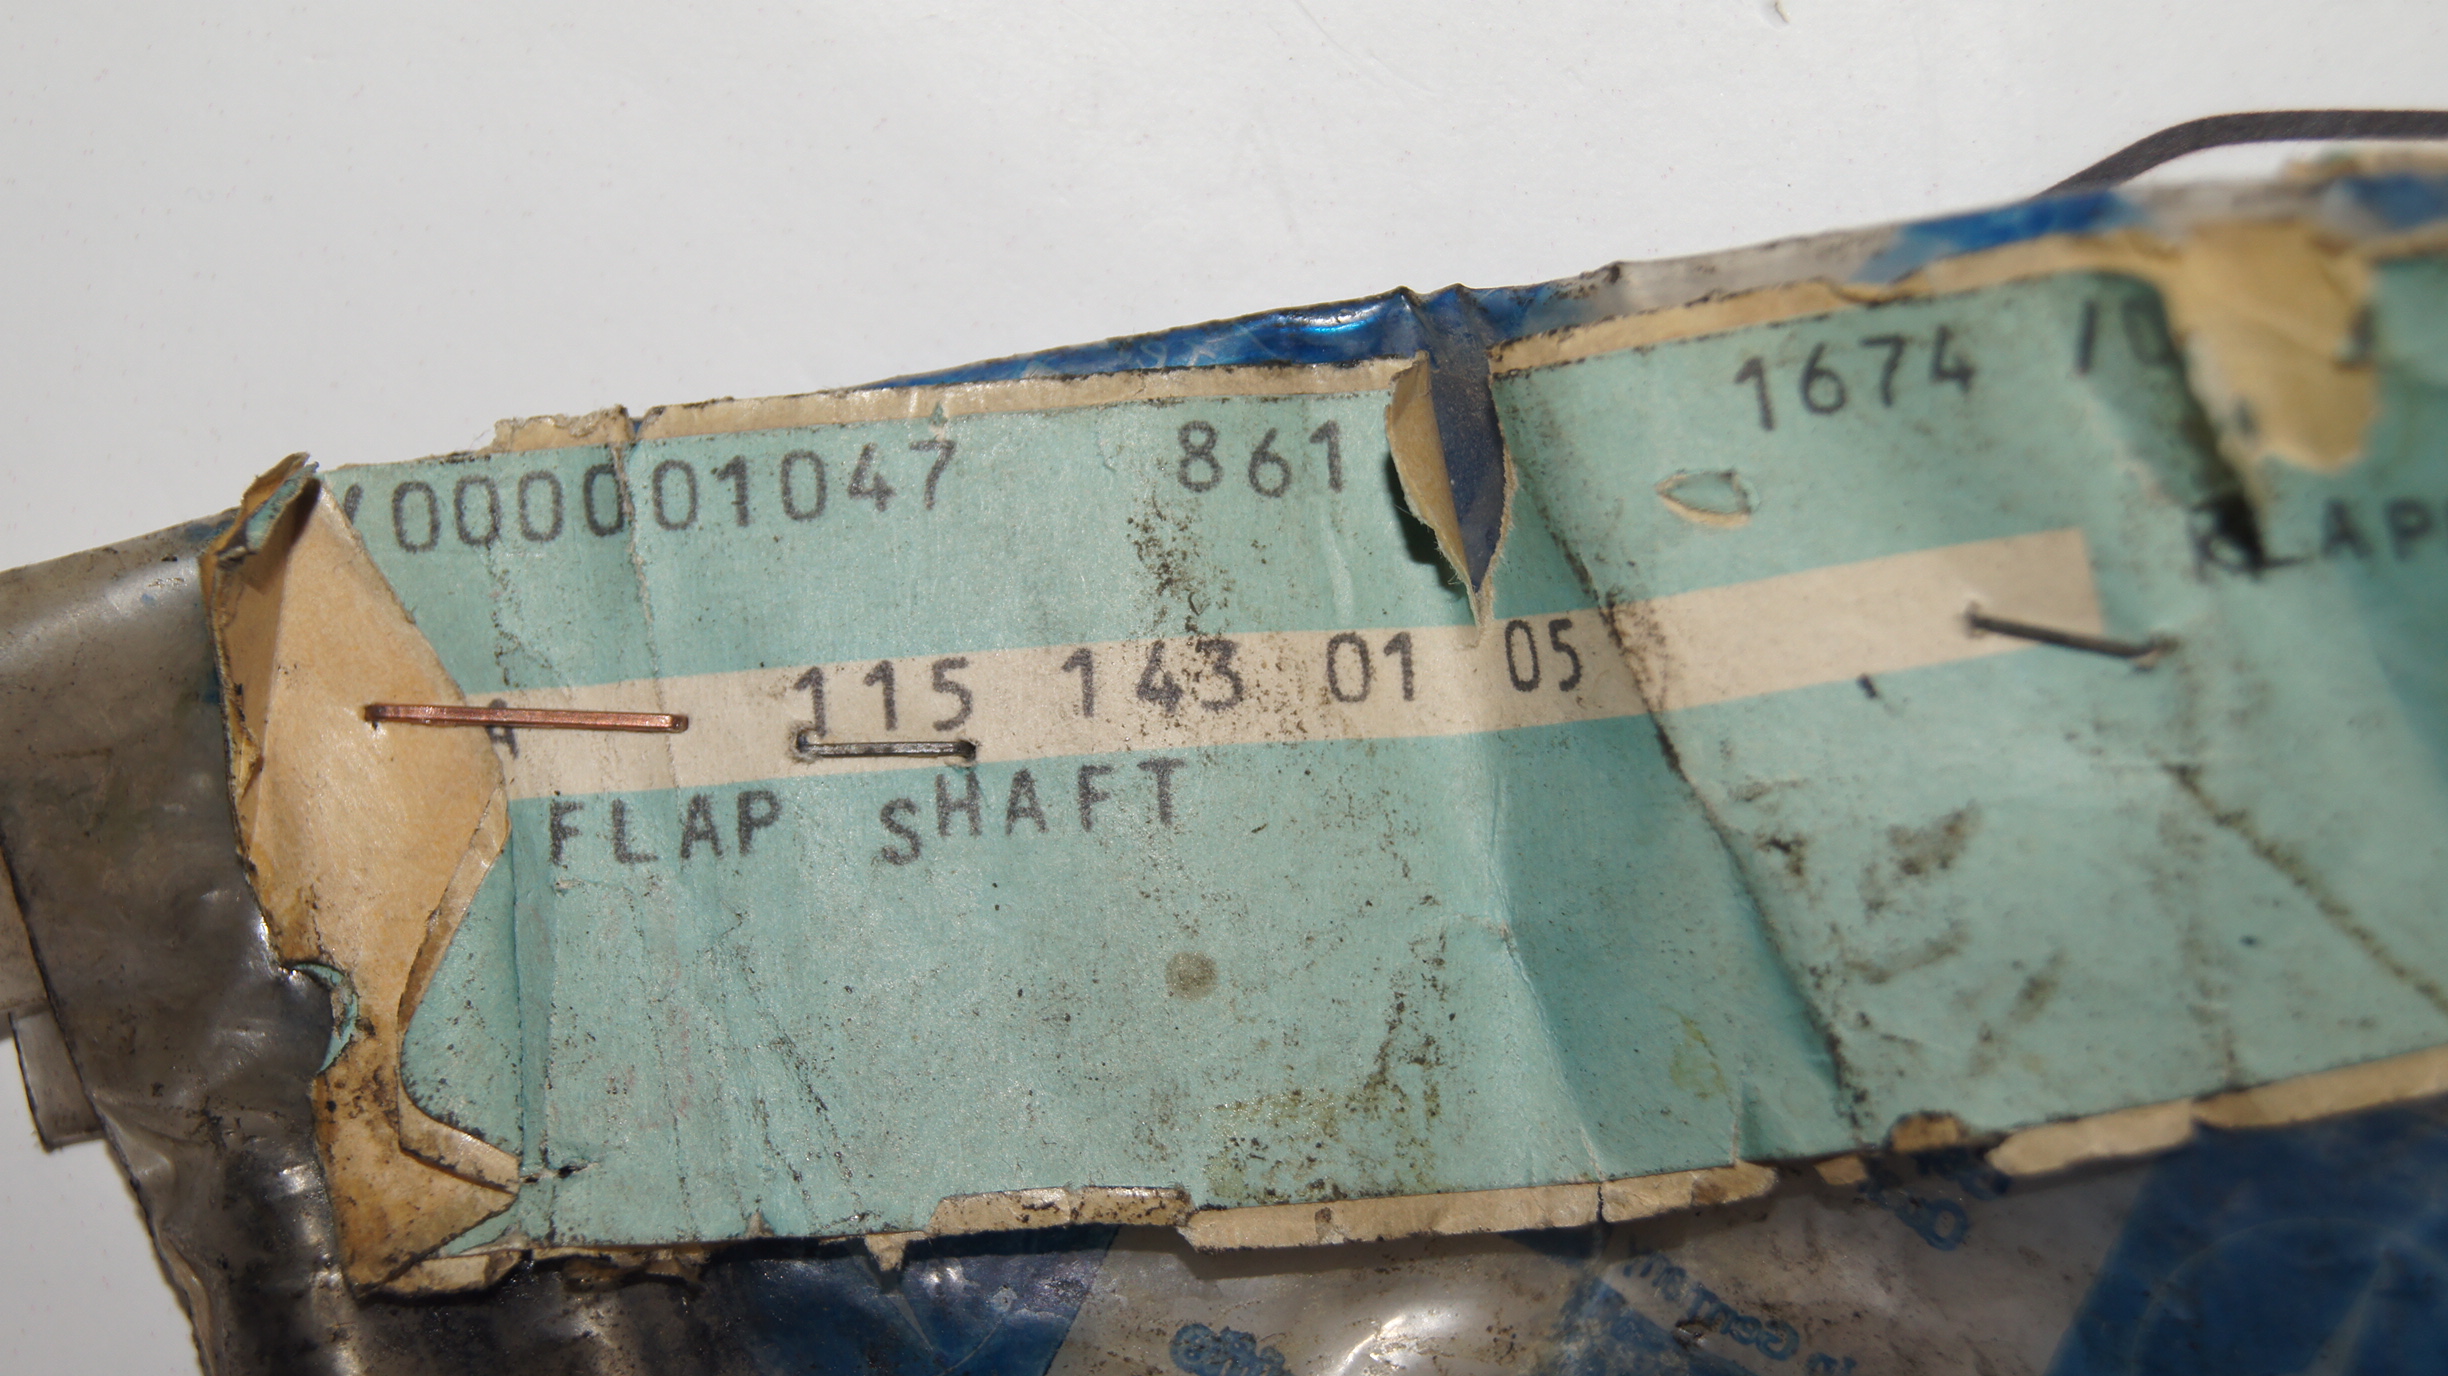 000001047 861 1674
A 115 143 01 05
FLAP SHAFT